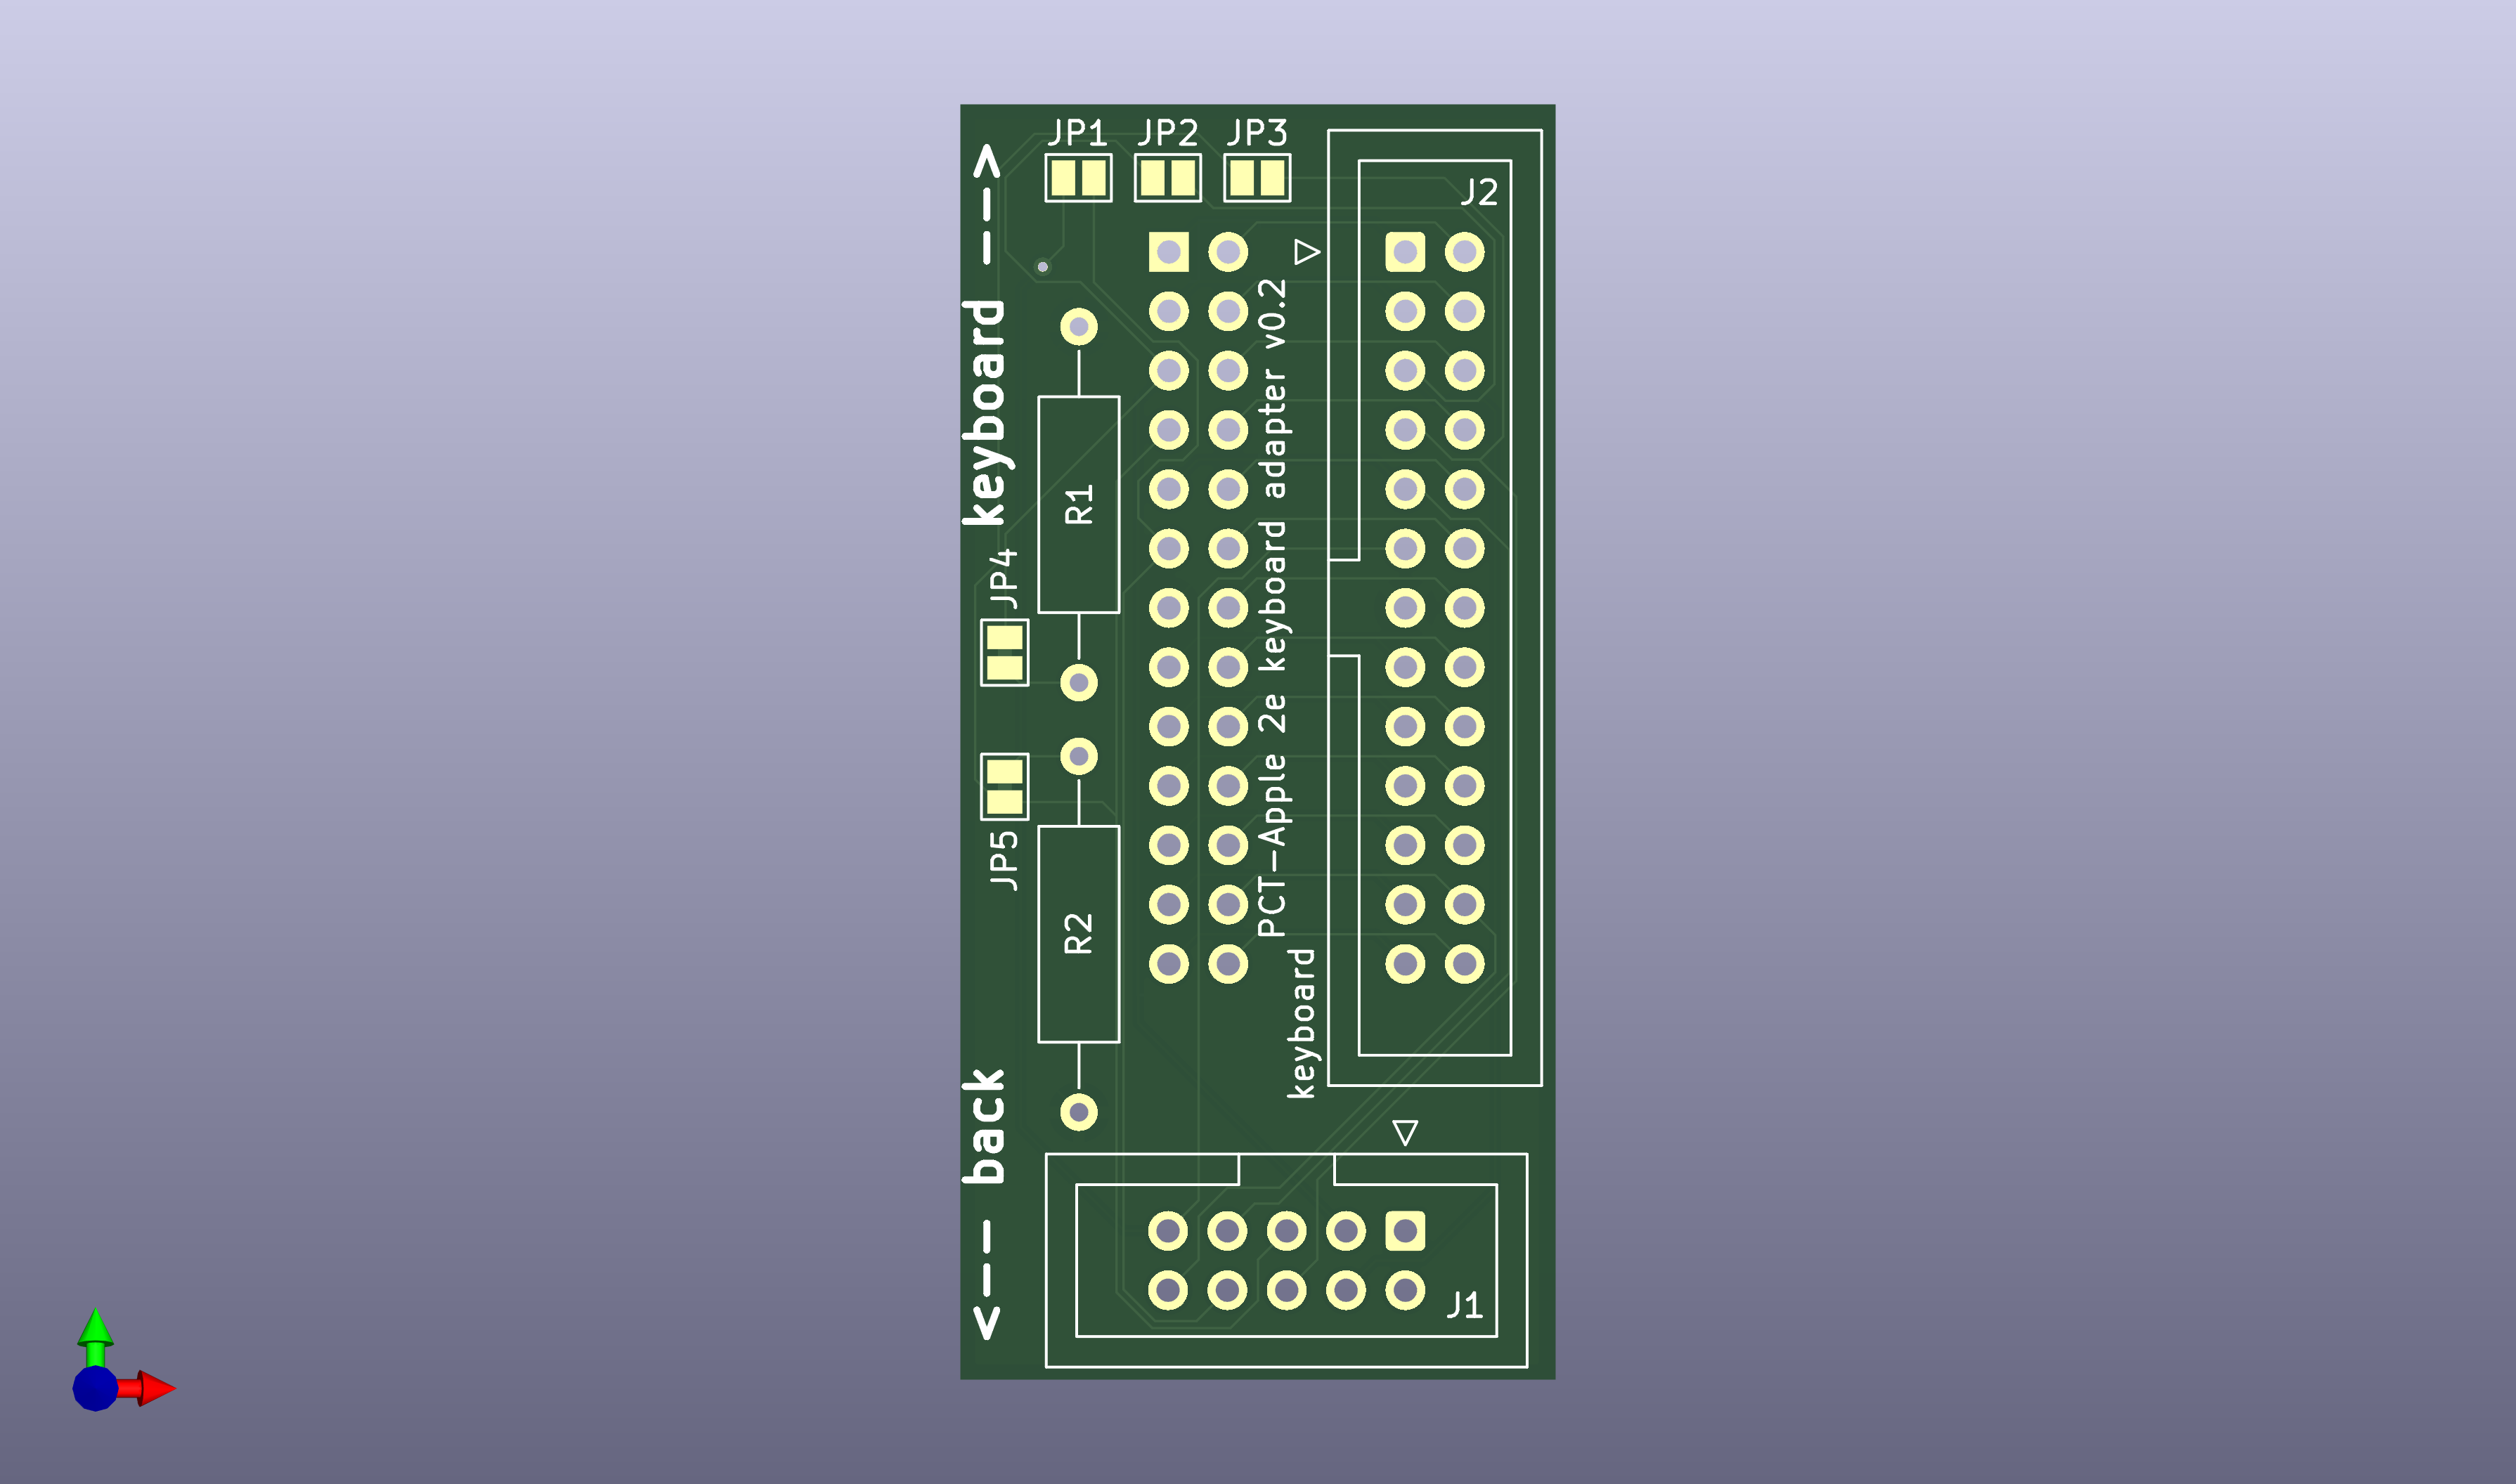 JP1
JP2
JP3
J2
<-- back    keyboard -->
JP4
R1
JP5
R2
PCT-Apple 2e keyboard adapter v0.2
keyboard
J1